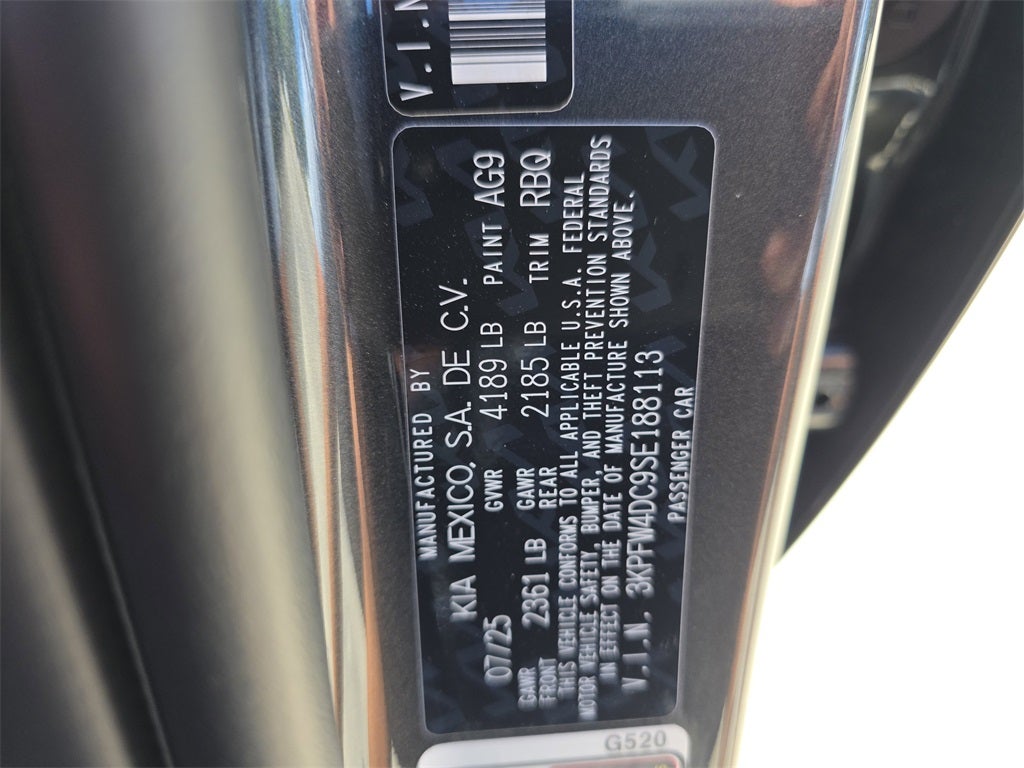 V.I.N
MANUFACTURED BY
KIA MEXICO, S.A. DE C.V.
07/25 GVWR 4189 LB PAINT AG9
GAWR FRONT 2361 LB GAWR REAR 2185 LB TRIM RBQ
THIS VEHICLE CONFORMS TO ALL APPLICABLE U.S.A. FEDERAL
MOTOR VEHICLE SAFETY, BUMPER, AND THEFT PREVENTION STANDARDS
IN EFFECT ON THE DATE OF MANUFACTURE SHOWN ABOVE.
V.I.N. 3KPFW4DC9SE188113
PASSENGER CAR
G520